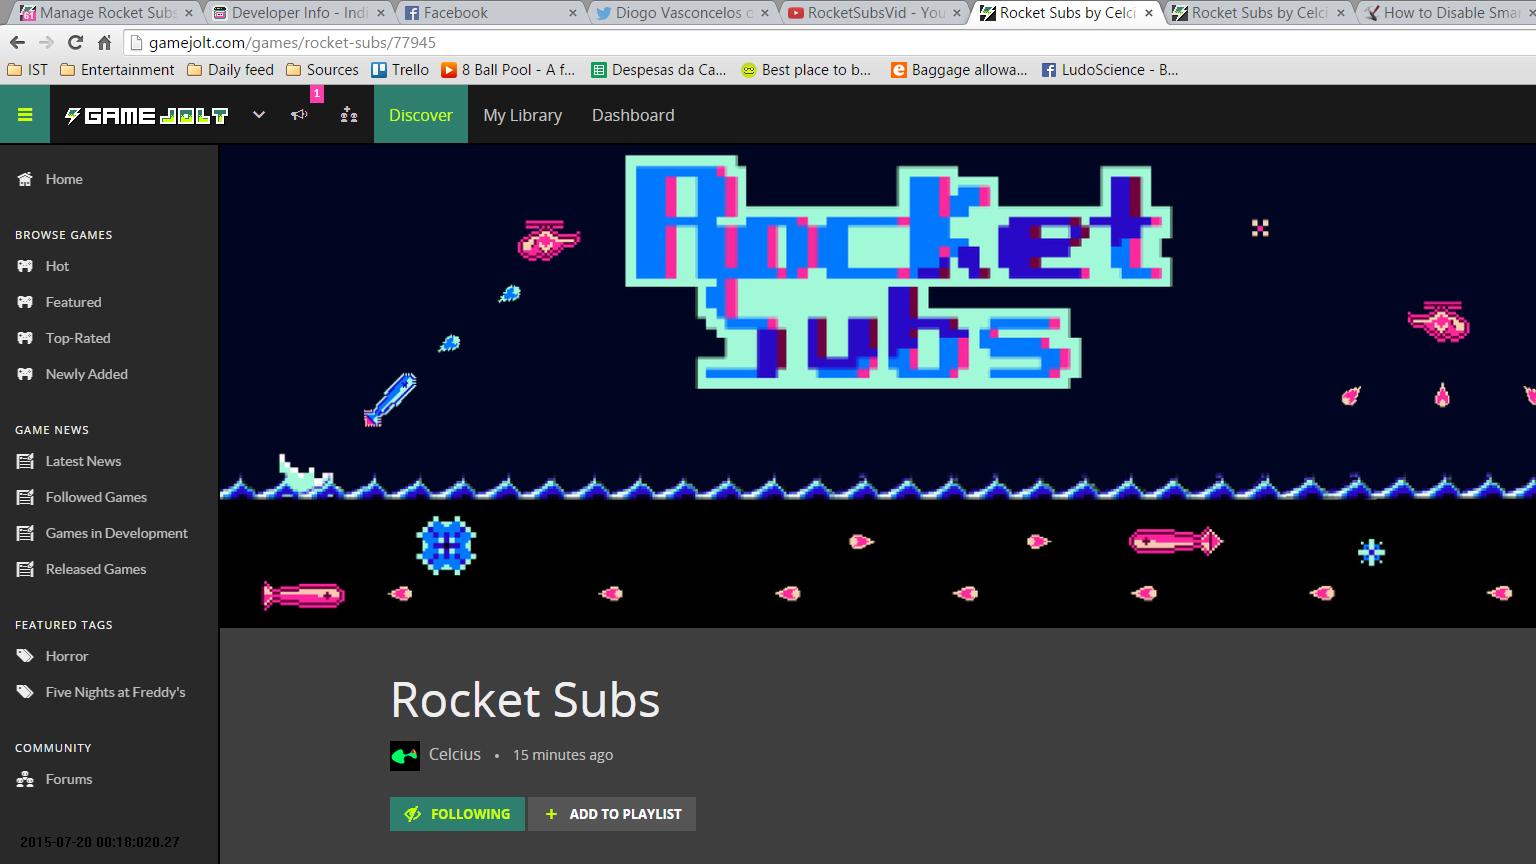 Manage Rocket Subs
Developer Info - Indi
Facebook
Diogo Vasconcelos d
RocketSubsVid - You
Rocket Subs by Celci
Rocket Subs by Celci
How to Disable Smar
gamejolt.com/games/rocket-subs/77945
IST
Entertainment
Daily feed
Sources
Trello
8 Ball Pool - A f...
Despesas da Ca...
Best place to b...
Baggage allowa...
LudoScience - B...
GAME JOLT
1
Discover
My Library
Dashboard
Home
BROWSE GAMES
Hot
Featured
Top-Rated
Newly Added
GAME NEWS
Latest News
Followed Games
Games in Development
Released Games
FEATURED TAGS
Horror
Five Nights at Freddy's
COMMUNITY
Forums
2015-07-20 00:18:020.27
Rocket
Subs
Rocket Subs
Celcius • 15 minutes ago
FOLLOWING
+ ADD TO PLAYLIST